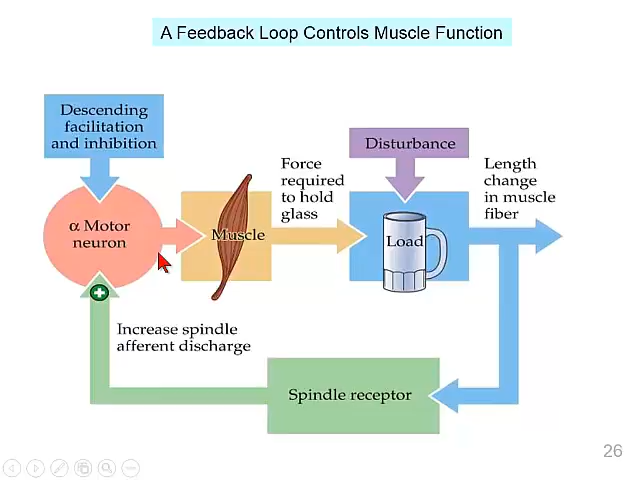 A Feedback Loop Controls Muscle Function
Descending
facilitation
and inhibition
Disturbance
Force
required
to hold
glass
Length
change
in muscle
fiber
α Motor
neuron
Muscle
Load
+
Increase spindle
afferent discharge
Spindle receptor
26